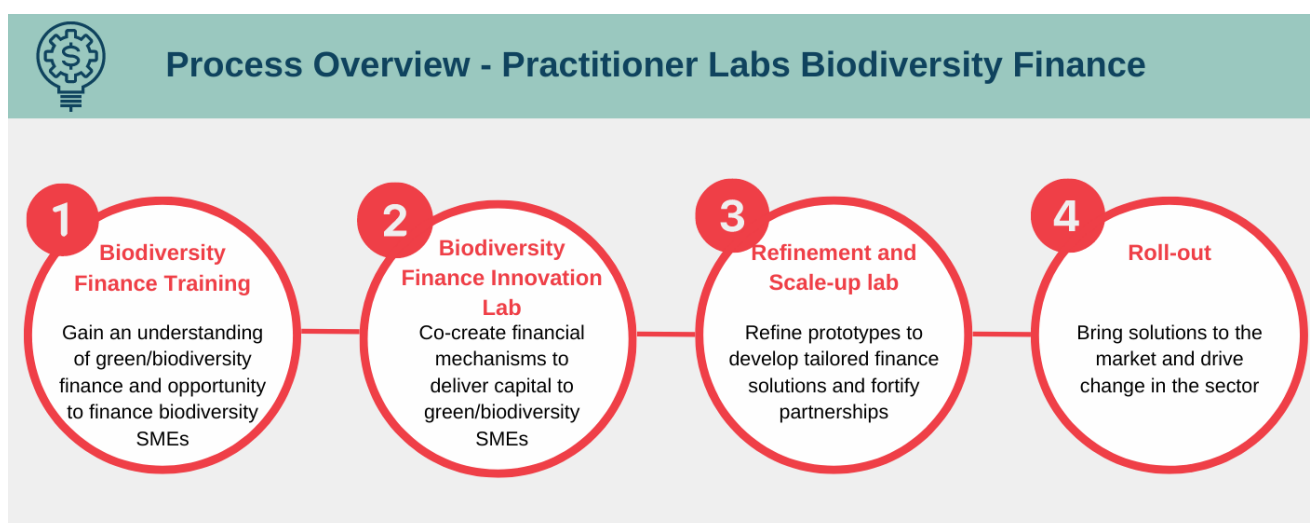 Process Overview - Practitioner Labs Biodiversity Finance
1
Biodiversity
Finance Training
Gain an understanding
of green/biodiversity
finance and opportunity
to finance biodiversity
SMEs
2
Biodiversity
Finance Innovation
Lab
Co-create financial
mechanisms to
deliver capital to
green/biodiversity
SMEs
3
Refinement and
Scale-up lab
Refine prototypes to
develop tailored finance
solutions and fortify
partnerships
4
Roll-out
Bring solutions to the
market and drive
change in the sector